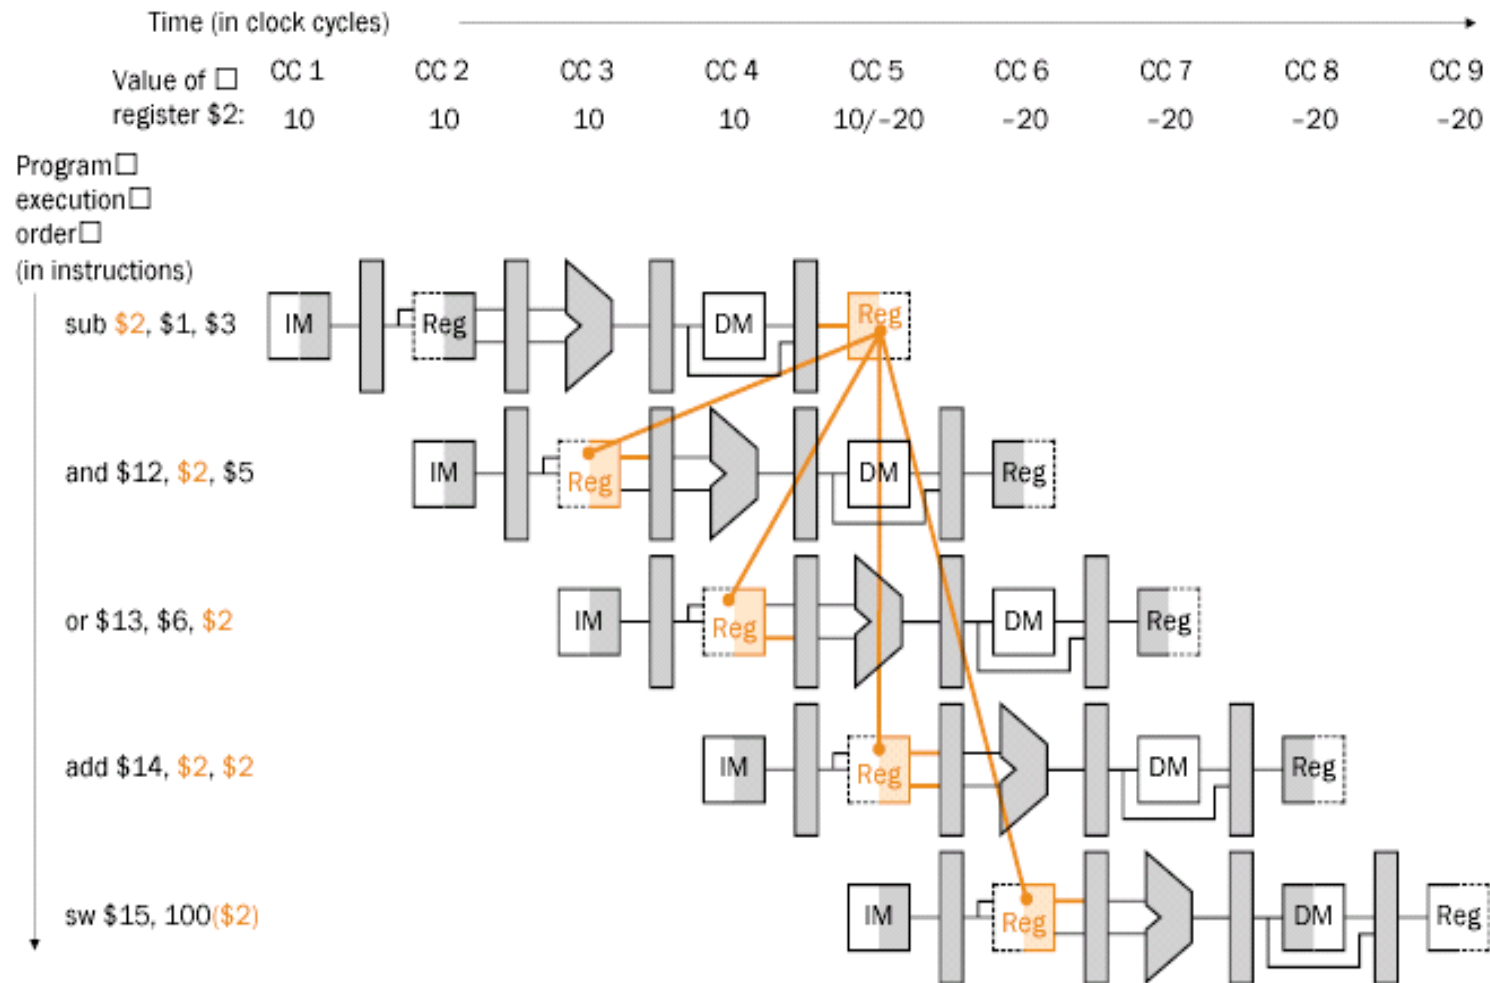 Time (in clock cycles)
Value of □ CC 1 CC 2 CC 3 CC 4 CC 5 CC 6 CC 7 CC 8 CC 9
register $2: 10 10 10 10 10/–20 –20 –20 –20 –20
Program□
execution□
order□
(in instructions)
sub $2, $1, $3 IM Reg DM Reg
and $12, $2, $5 IM Reg DM Reg
or $13, $6, $2 IM Reg DM Reg
add $14, $2, $2 IM Reg DM Reg
sw $15, 100($2) IM Reg DM Reg